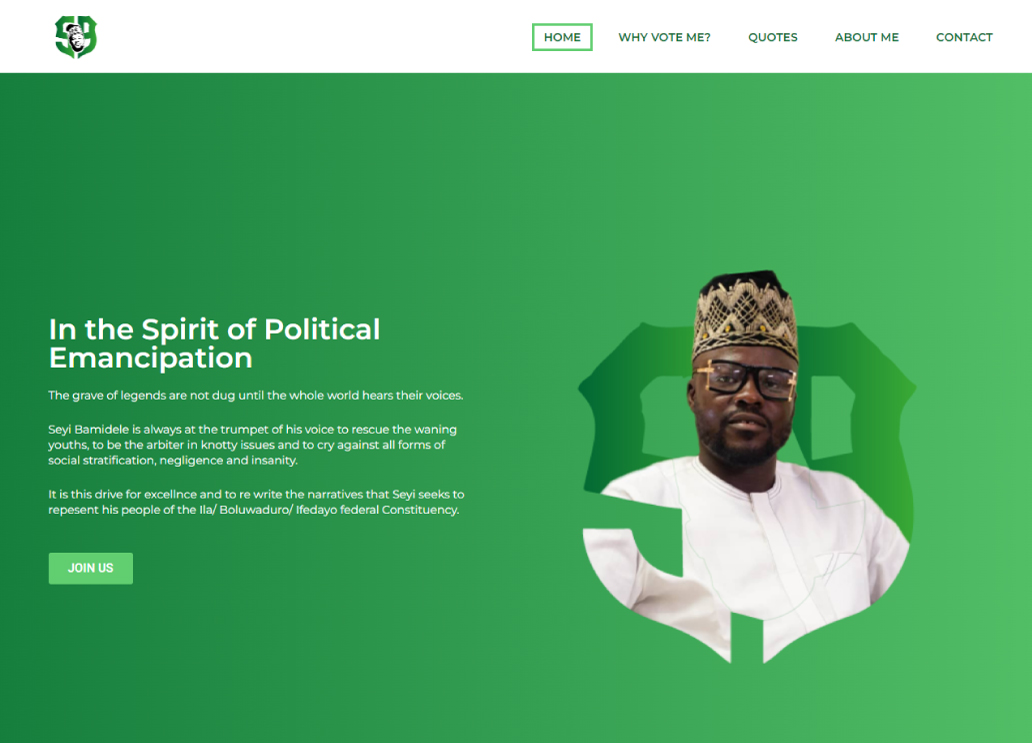 HOME
WHY VOTE ME?
QUOTES
ABOUT ME
CONTACT
In the Spirit of Political
Emancipation
The grave of legends are not dug until the whole world hears their voices.
Seyi Bamidele is always at the trumpet of his voice to rescue the waning
youths, to be the arbiter in knotty issues and to cry against all forms of
social stratification, negligence and insanity.
It is this drive for excellnce and to re write the narratives that Seyi seeks to
repesent his people of the Ila/ Boluwaduro/ Ifedayo federal Constituency.
JOIN US